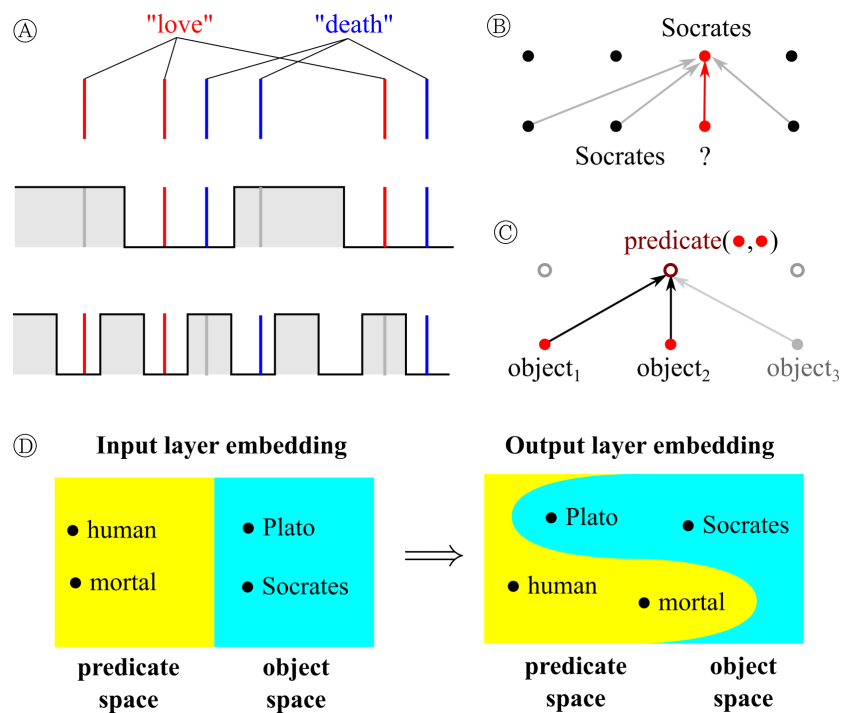 Ⓐ
"love" "death"
Ⓑ
Socrates
Socrates ?
Ⓒ
predicate(●,●)
object₁ object₂ object₃
Ⓓ
Input layer embedding
human Plato
mortal Socrates
predicate space
object space
⟹
Output layer embedding
Plato Socrates
human mortal
predicate space
object space